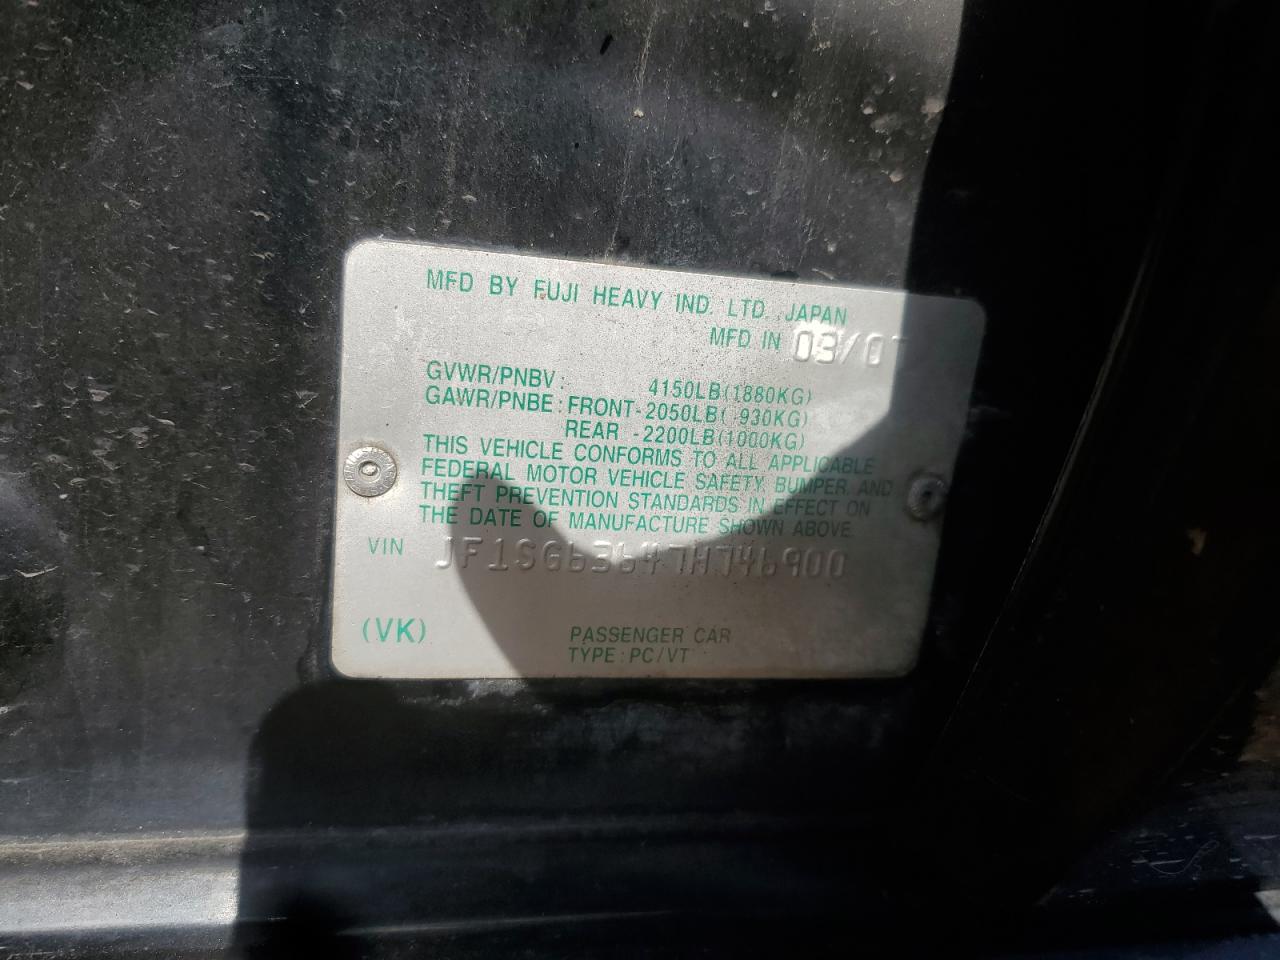 MFD BY FUJI HEAVY IND. LTD. JAPAN
MFD IN 03/07
GVWR/PNBV: 4150LB(1880KG)
GAWR/PNBE: FRONT-2050LB( 930KG)
REAR -2200LB(1000KG)
THIS VEHICLE CONFORMS TO ALL APPLICABLE
FEDERAL MOTOR VEHICLE SAFETY, BUMPER, AND
THEFT PREVENTION STANDARDS IN EFFECT ON
THE DATE OF MANUFACTURE SHOWN ABOVE.
VIN JF1SG63647H746900
(VK) PASSENGER CAR
TYPE: PC/VT